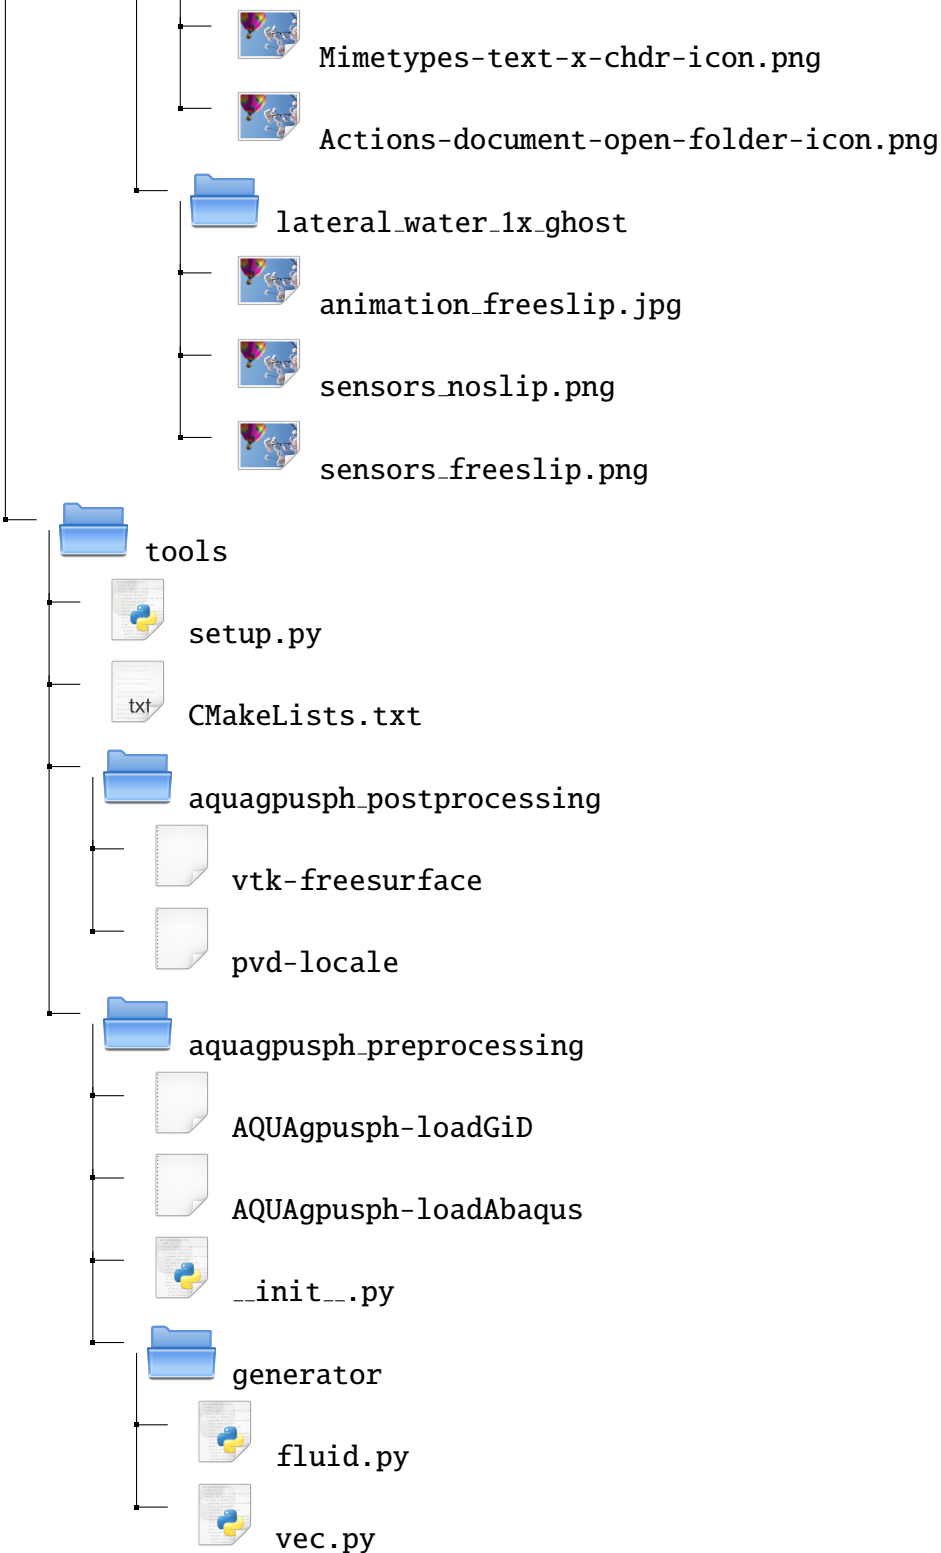 Mimetypes-text-x-chdr-icon.png
Actions-document-open-folder-icon.png
lateral_water_1x_ghost
animation_freeslip.jpg
sensors_noslip.png
sensors_freeslip.png
tools
setup.py
txt
CMakeLists.txt
aquagpusph_postprocessing
vtk-freesurface
pvd-locale
aquagpusph_preprocessing
AQUAgpusph-loadGiD
AQUAgpusph-loadAbaqus
__init__.py
generator
fluid.py
vec.py